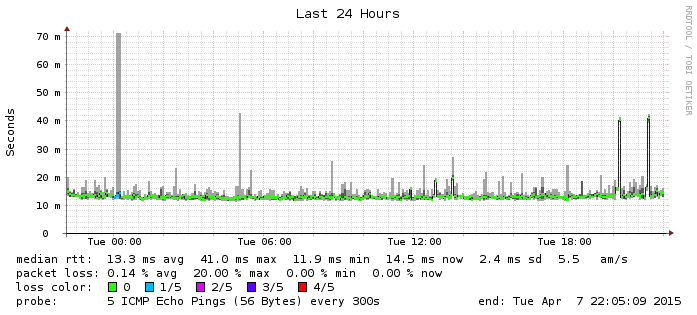 Last 24 Hours
RRDTOOL / TOBI OETIKER
Seconds
70 m
60 m
50 m
40 m
30 m
20 m
10 m
0
Tue 00:00 Tue 06:00 Tue 12:00 Tue 18:00
median rtt: 13.3 ms avg 41.0 ms max 11.9 ms min 14.5 ms now 2.4 ms sd 5.5 am/s
packet loss: 0.14 % avg 20.00 % max 0.00 % min 0.00 % now
loss color: 0 1/5 2/5 3/5 4/5
probe: 5 ICMP Echo Pings (56 Bytes) every 300s end: Tue Apr 7 22:05:09 2015